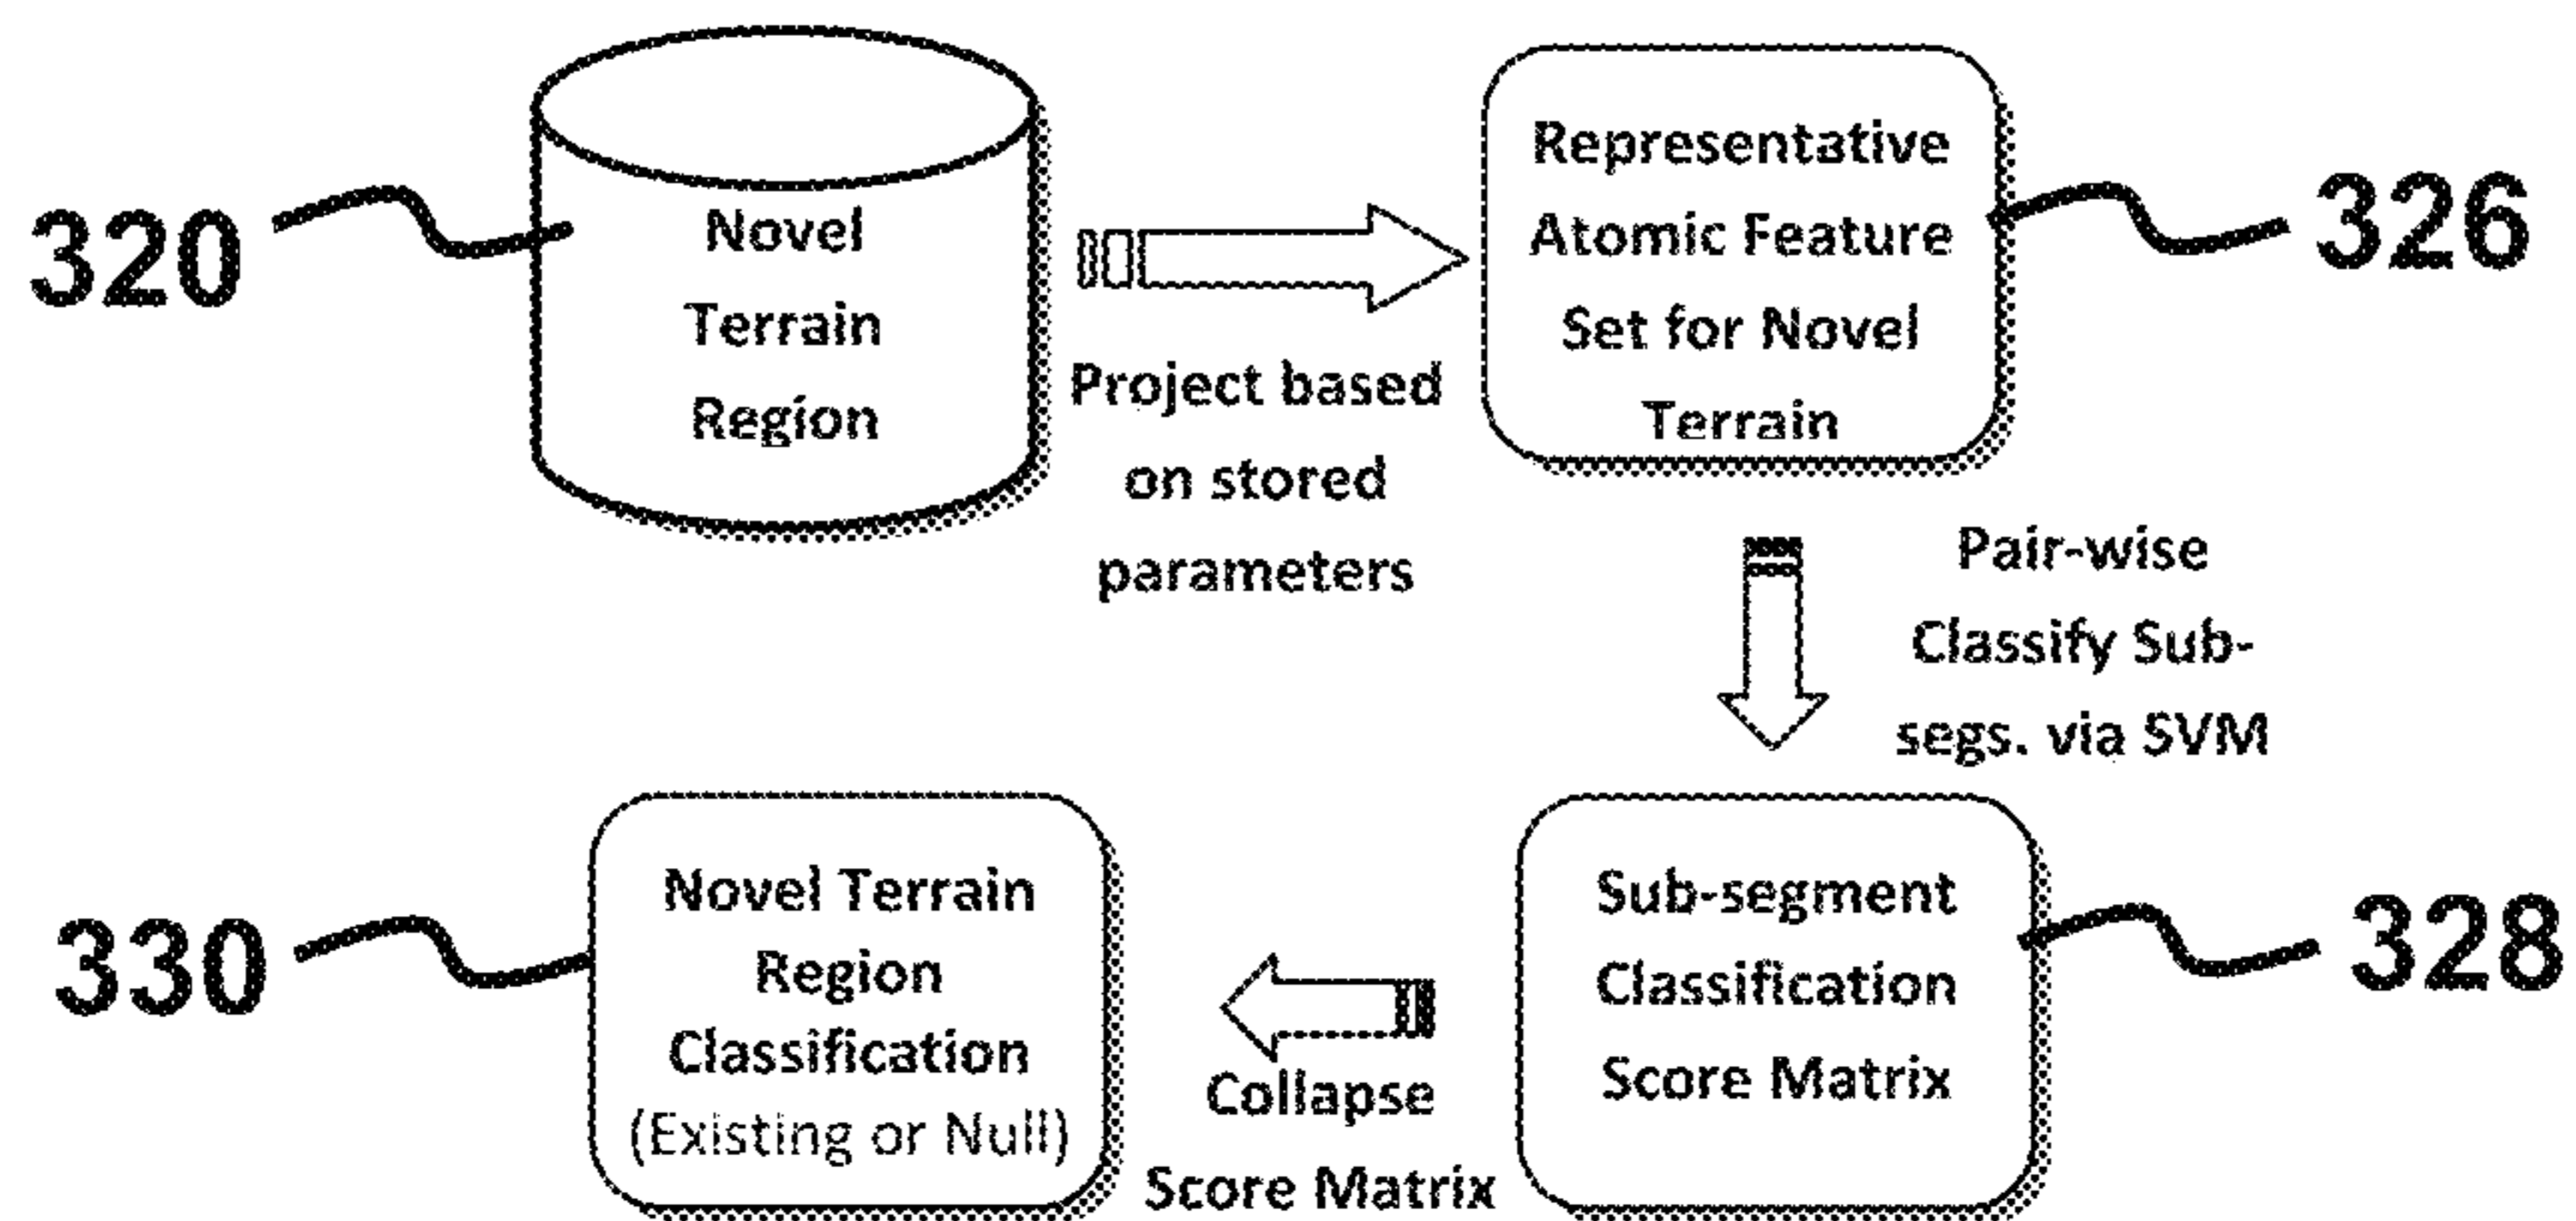 320
Novel
Terrain
Region
Project based
on stored
parameters
Representative
Atomic Feature
Set for Novel
Terrain
326
Pair-wise
Classify Sub-
segs. via SVM
330
Novel Terrain
Region
Classification
(Existing or Null)
Collapse
Score Matrix
Sub-segment
Classification
Score Matrix
328